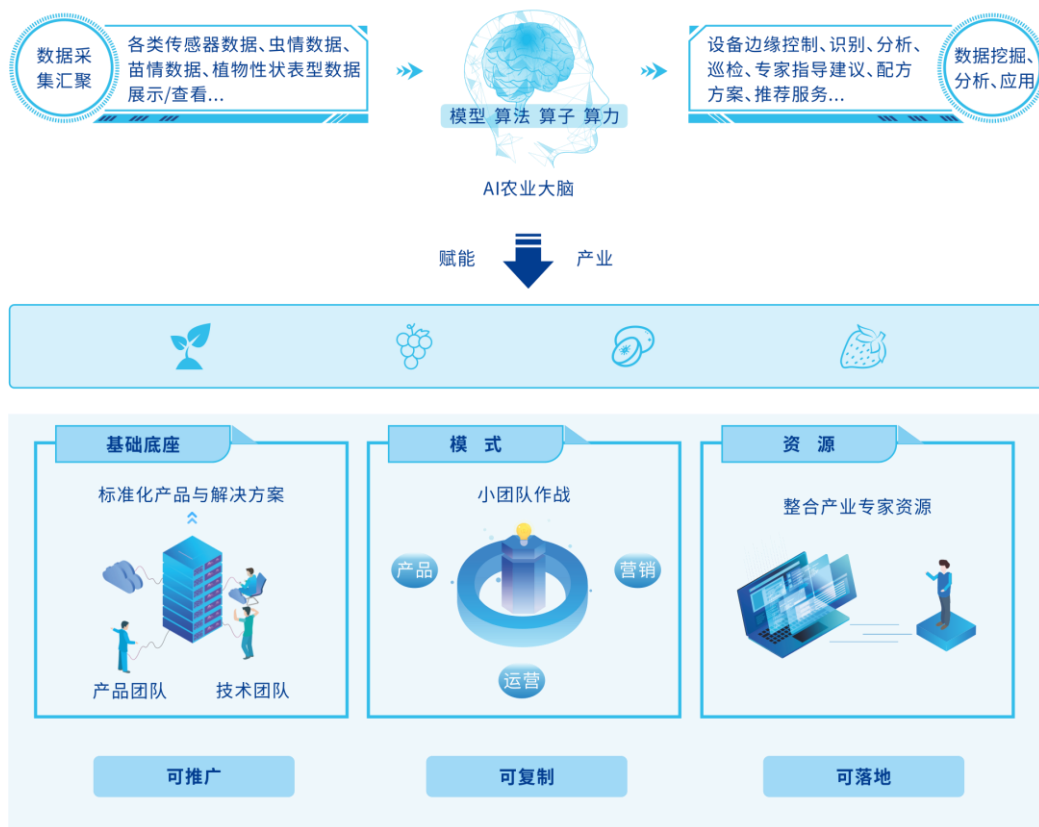 数据采
集汇聚
各类传感器数据、虫情数据、
苗情数据、植物性状表型数据
展示/查看...
模型 算法 算子 算力
AI农业大脑
设备边缘控制、识别、分析、
巡检、专家指导建议、配方
方案、推荐服务...
数据挖掘、
分析、应用
赋能
产业
基础底座
标准化产品与解决方案
产品团队
技术团队
模 式
小团队作战
产品
营销
运营
资 源
整合产业专家资源
可推广
可复制
可落地